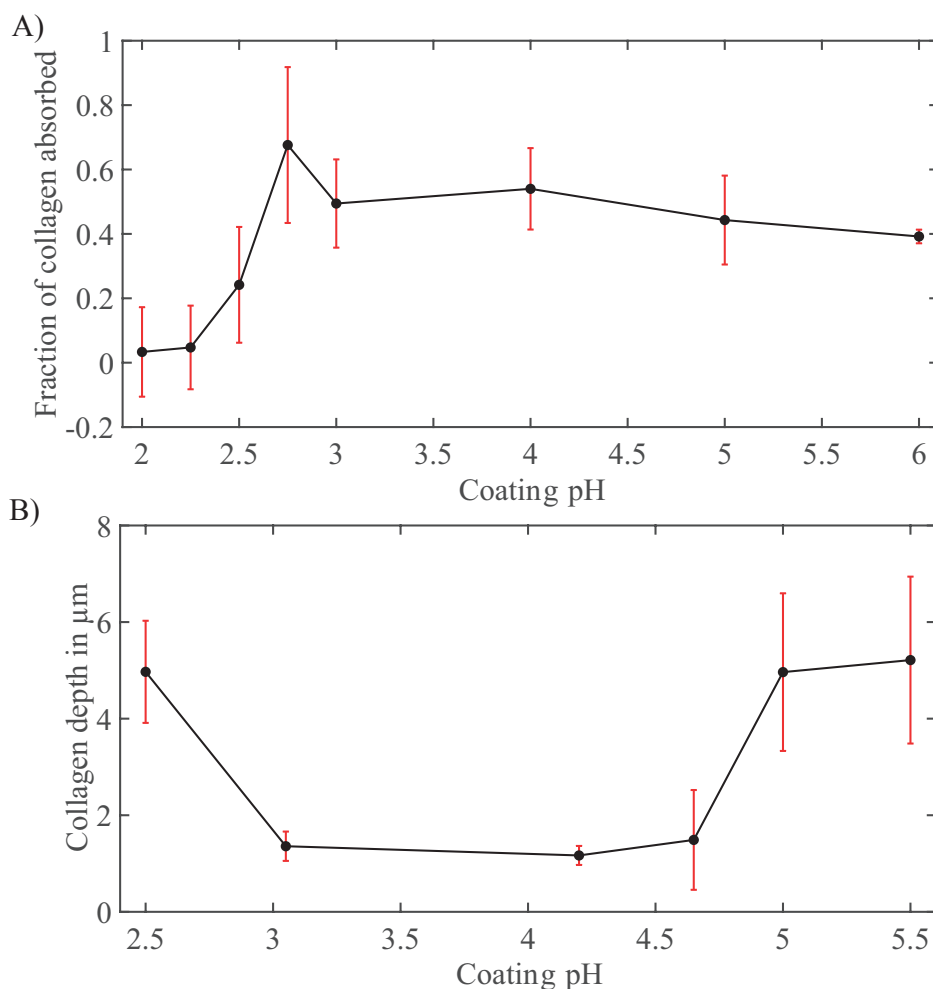 A)
Fraction of collagen absorbed
1
0.8
0.6
0.4
0.2
0
-0.2
2 2.5 3 3.5 4 4.5 5 5.5 6
Coating pH
B)
Collagen depth in µm
8
6
4
2
0
2.5 3 3.5 4 4.5 5 5.5
Coating pH